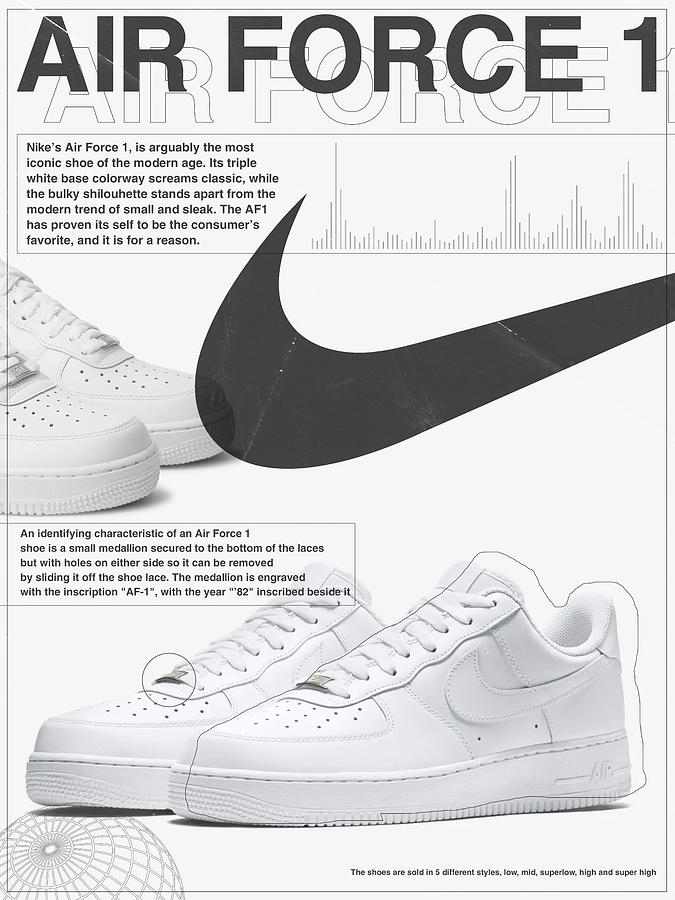 AIR FORCE 1
AIR FORCE 1
Nike's Air Force 1, is arguably the most
iconic shoe of the modern age. Its triple
white base colorway screams classic, while
the bulky shilouhette stands apart from the
modern trend of small and sleak. The AF1
has proven its self to be the consumer's
favorite, and it is for a reason.
An identifying characteristic of an Air Force 1
shoe is a small medallion secured to the bottom of the laces
but with holes on either side so it can be removed
by sliding it off the shoe lace. The medallion is engraved
with the inscription "AF-1", with the year "'82" inscribed beside it
AIR
The shoes are sold in 5 different styles, low, mid, superlow, high and super high